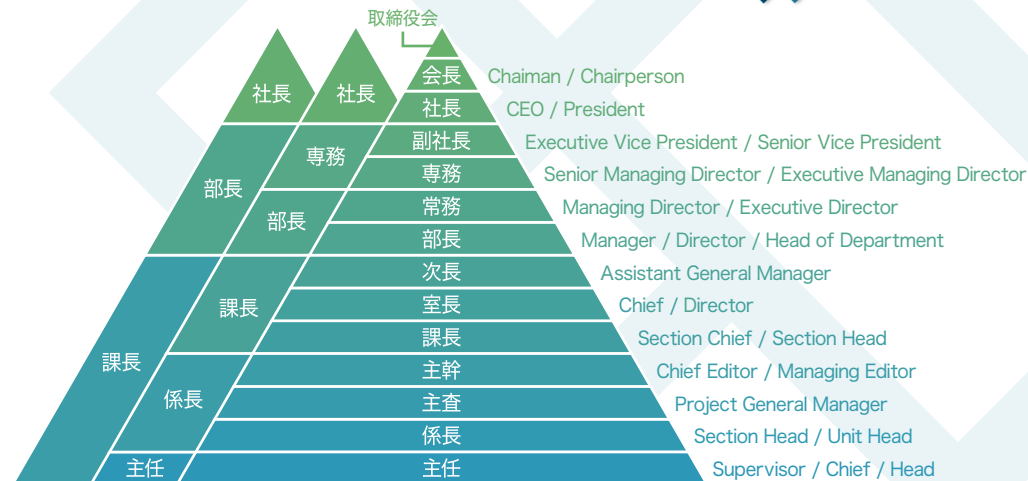 取締役会
会長 Chaiman / Chairperson
社長 社長 社長 CEO / President
副社長 Executive Vice President / Senior Vice President
専務 専務 Senior Managing Director / Executive Managing Director
部長 常務 Managing Director / Executive Director
部長 部長 Manager / Director / Head of Department
次長 Assistant General Manager
課長 室長 Chief / Director
課長 Section Chief / Section Head
課長 主幹 Chief Editor / Managing Editor
係長 主査 Project General Manager
係長 Section Head / Unit Head
主任 主任 Supervisor / Chief / Head